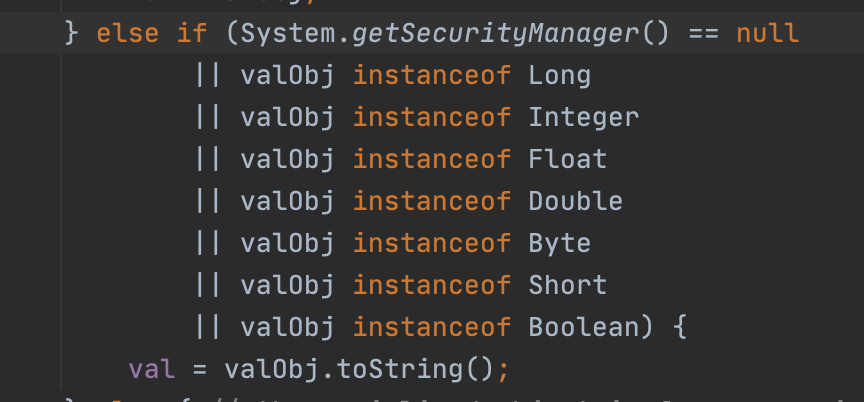 } else if (System.getSecurityManager() == null
|| valObj instanceof Long
|| valObj instanceof Integer
|| valObj instanceof Float
|| valObj instanceof Double
|| valObj instanceof Byte
|| valObj instanceof Short
|| valObj instanceof Boolean) {
val = valObj.toString();